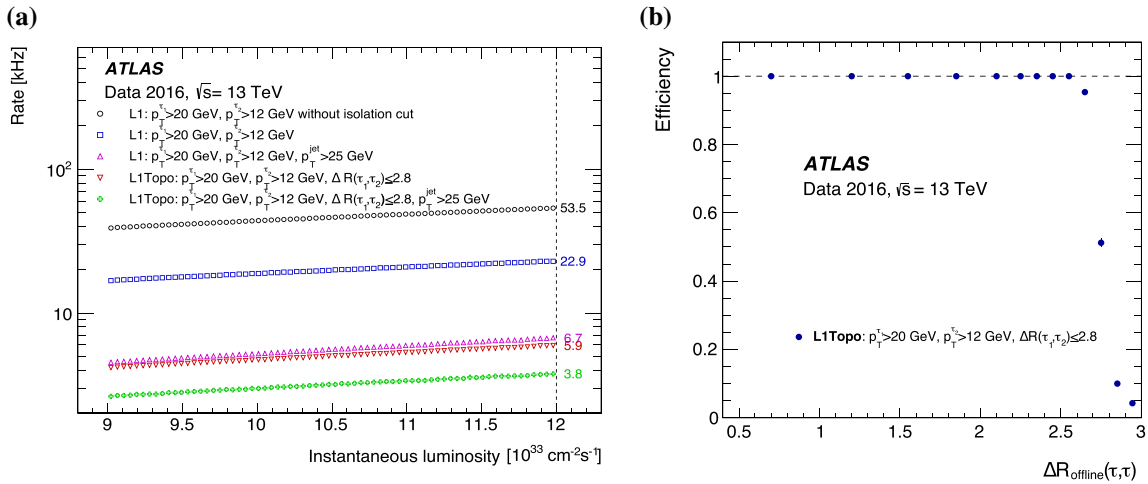 (a)
Rate [kHz]
ATLAS
Data 2016, √s= 13 TeV
L1: p_T^τ1>20 GeV, p_T^τ2>12 GeV without isolation cut
L1: p_T^τ1>20 GeV, p_T^τ2>12 GeV
L1: p_T^τ1>20 GeV, p_T^τ2>12 GeV, p_T^jet>25 GeV
L1Topo: p_T^τ1>20 GeV, p_T^τ2>12 GeV, Δ R(τ1,τ2)≤2.8
L1Topo: p_T^τ1>20 GeV, p_T^τ2>12 GeV, Δ R(τ1,τ2)≤2.8, p_T^jet>25 GeV
10²
10
53.5
22.9
6.7
5.9
3.8
9 9.5 10 10.5 11 11.5 12
Instantaneous luminosity [10³³ cm⁻²s⁻¹]
(b)
Efficiency
1
0.8
0.6
0.4
0.2
0
ATLAS
Data 2016, √s = 13 TeV
L1Topo: p_T^τ1>20 GeV, p_T^τ2>12 GeV, ΔR(τ1,τ2)≤2.8
0.5 1 1.5 2 2.5 3
ΔR_offline(τ,τ)